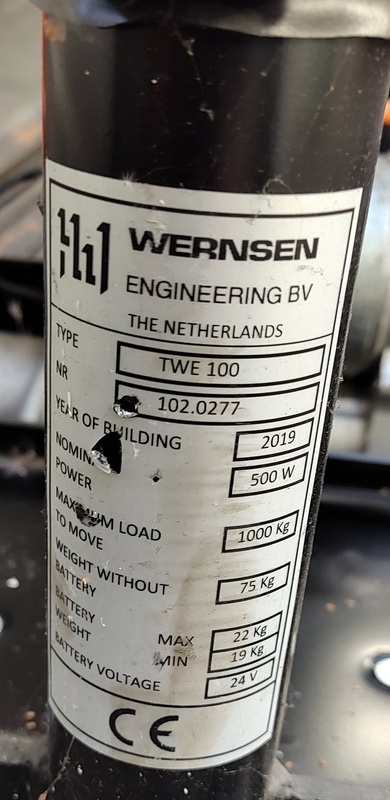 WERNSEN
ENGINEERING BV
THE NETHERLANDS
TYPE TWE 100
NR 102.0277
YEAR OF BUILDING 2019
POWER 500 W
LOAD
TO MOVE 1000 Kg
WEIGHT WITHOUT
BATTERY 75 Kg
BATTERY
WEIGHT MAX 22 Kg
MIN 19 Kg
BATTERY VOLTAGE 24 V
CE